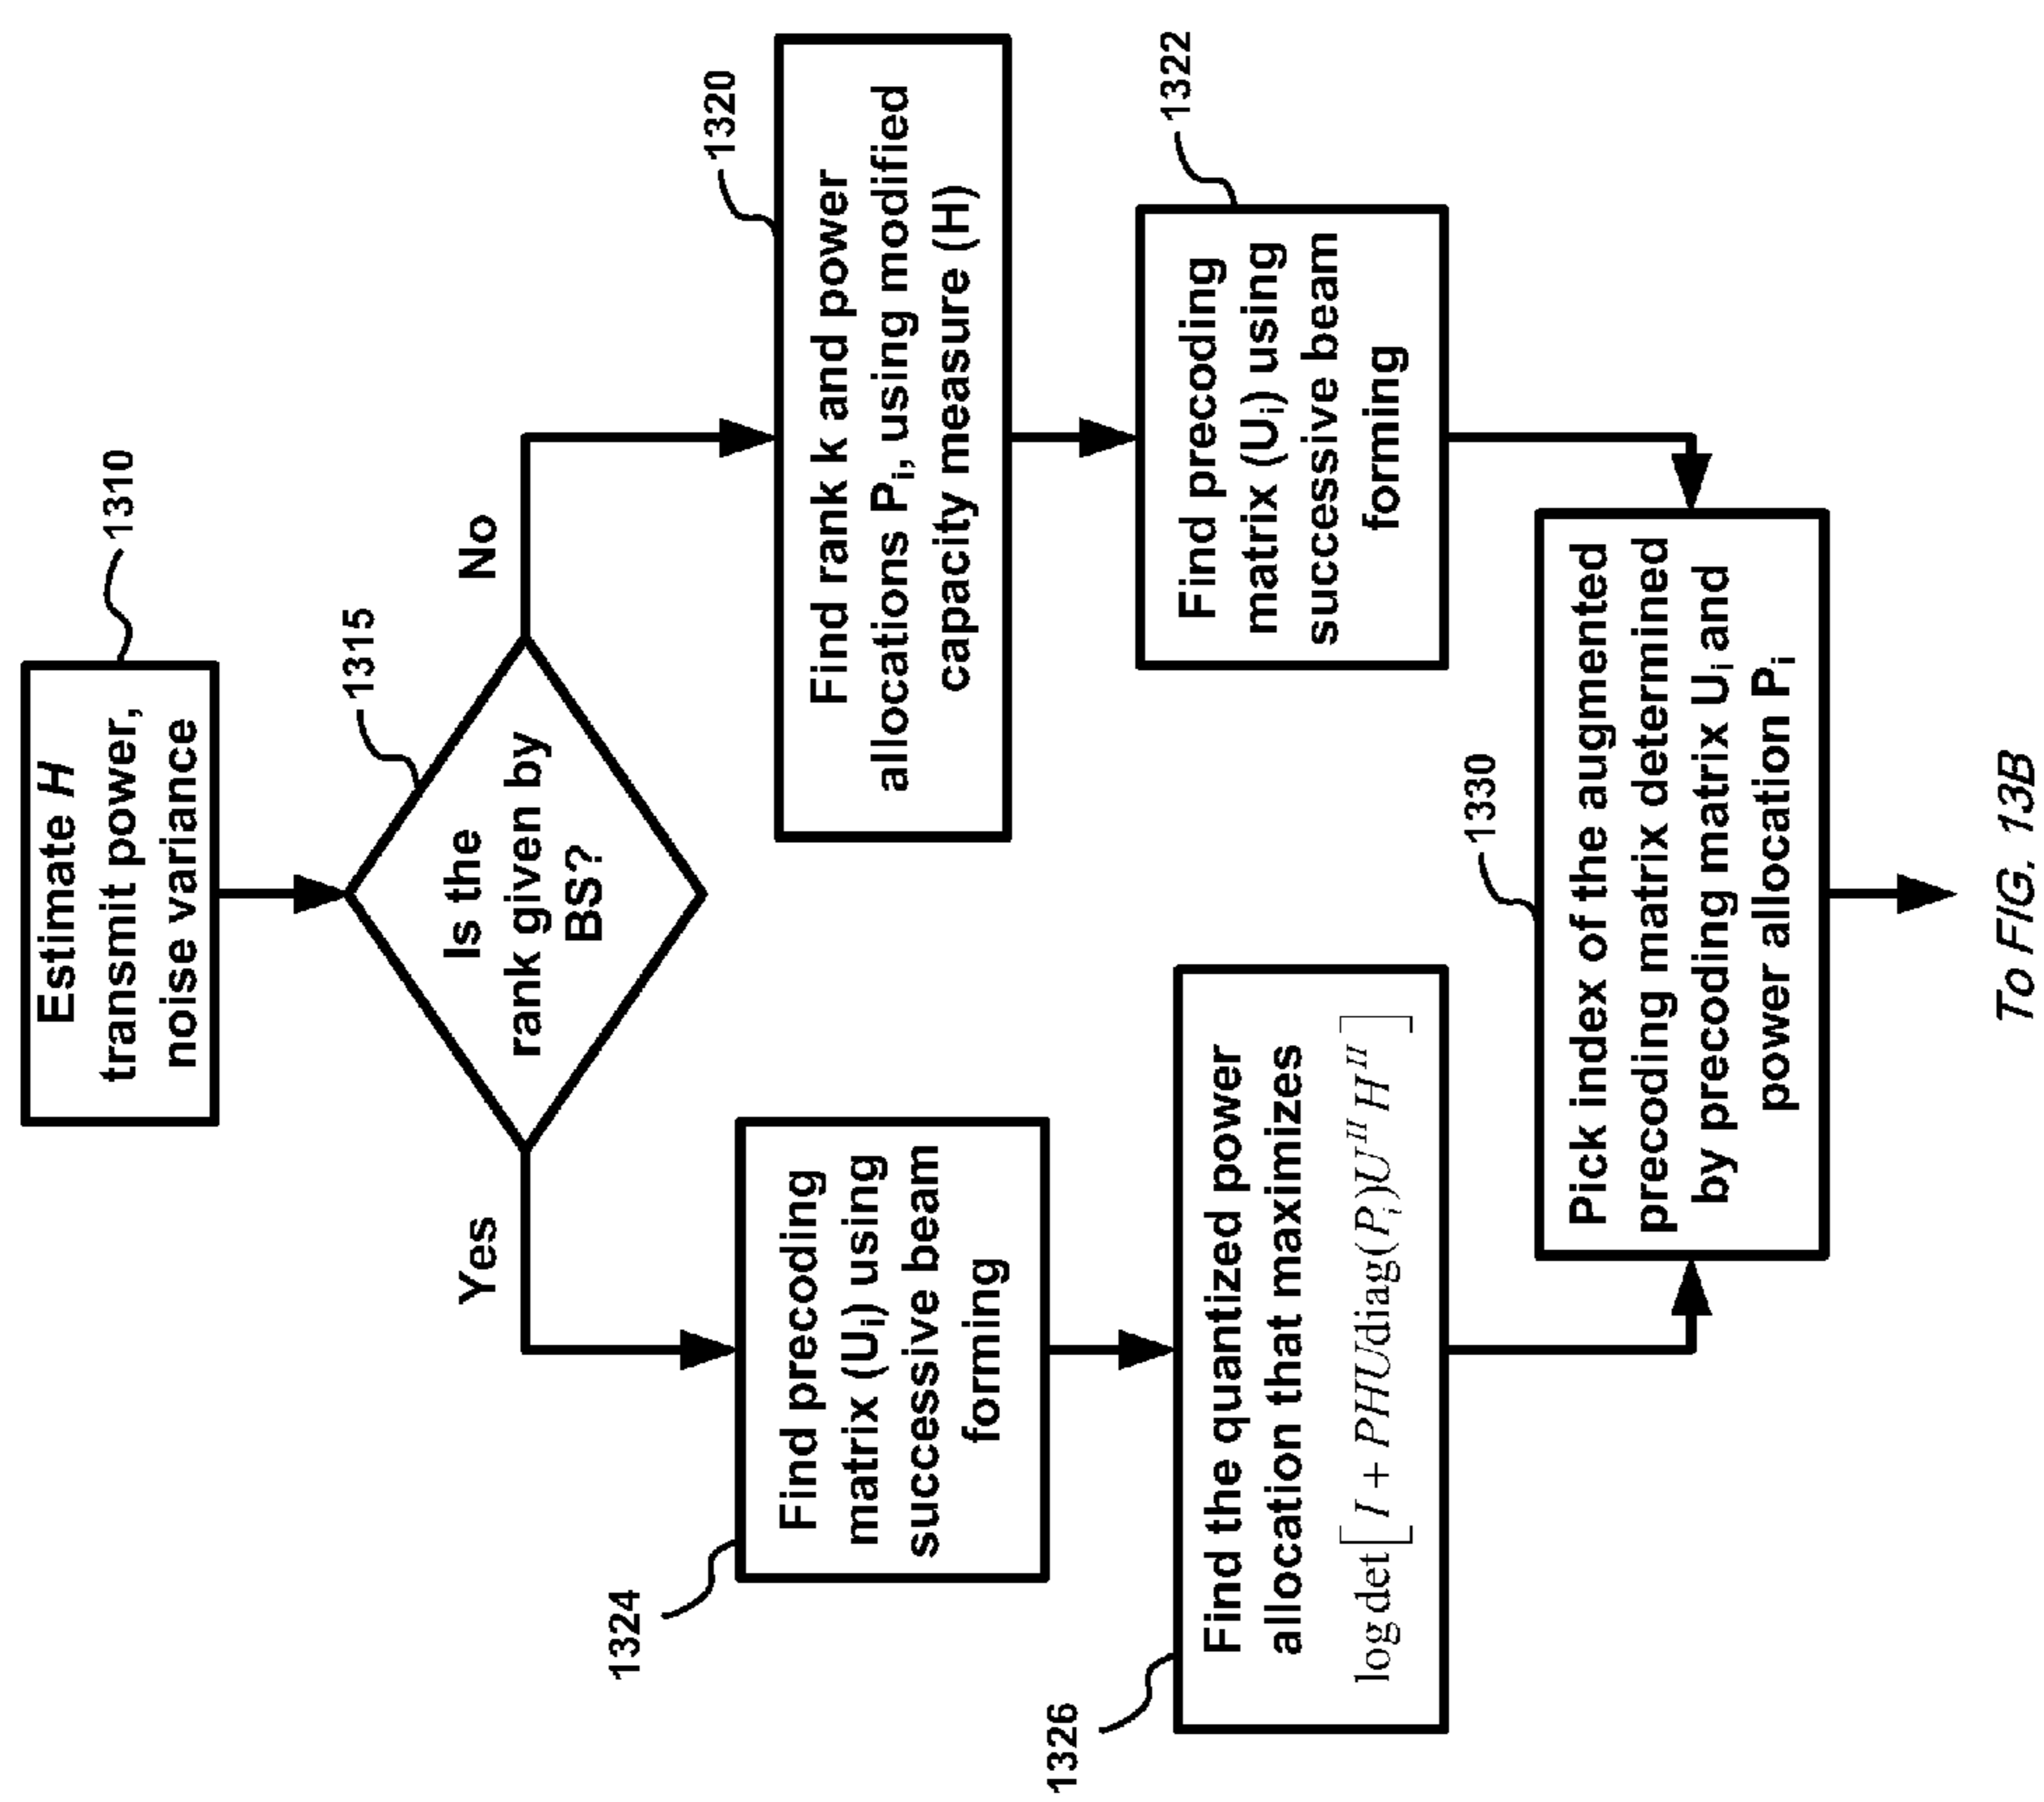 1310
Estimate H
transmit power,
noise variance
1315
Is the
rank given by
BS?
Yes
No
1324
Find precoding
matrix (Uᵢ) using
successive beam
forming
1326
Find the quantized power
allocation that maximizes
log det[I + PHUdiag(Pᵢ)UᴴHᴴ]
1320
Find rank k and power
allocations Pᵢ, using modified
capacity measure (H)
1322
Find precoding
matrix (Uᵢ) using
successive beam
forming
1330
Pick index of the augmented
precoding matrix determined
by precoding matrix Uᵢ and
power allocation Pᵢ
To FIG. 13B